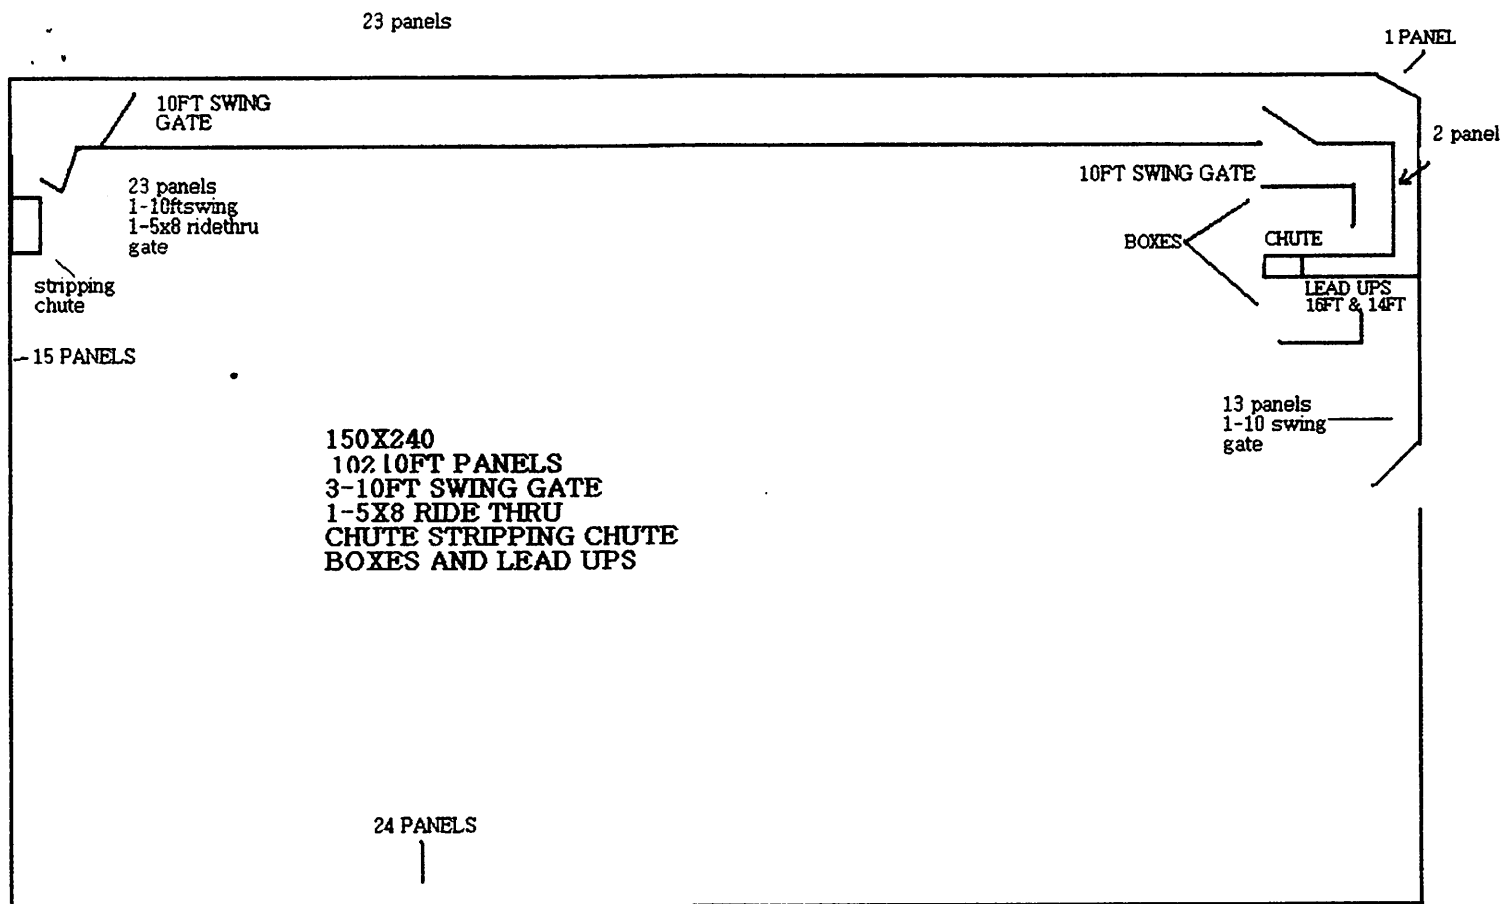 23 panels
1 PANEL
10FT SWING
GATE
2 panel
10FT SWING GATE
23 panels
1-10ftswing
1-5x8 ridethru
gate
BOXES
CHUTE
stripping
chute
LEAD UPS
16FT & 14FT
15 PANELS
13 panels
1-10 swing
gate
150X240
102 10FT PANELS
3-10FT SWING GATE
1-5X8 RIDE THRU
CHUTE STRIPPING CHUTE
BOXES AND LEAD UPS
24 PANELS